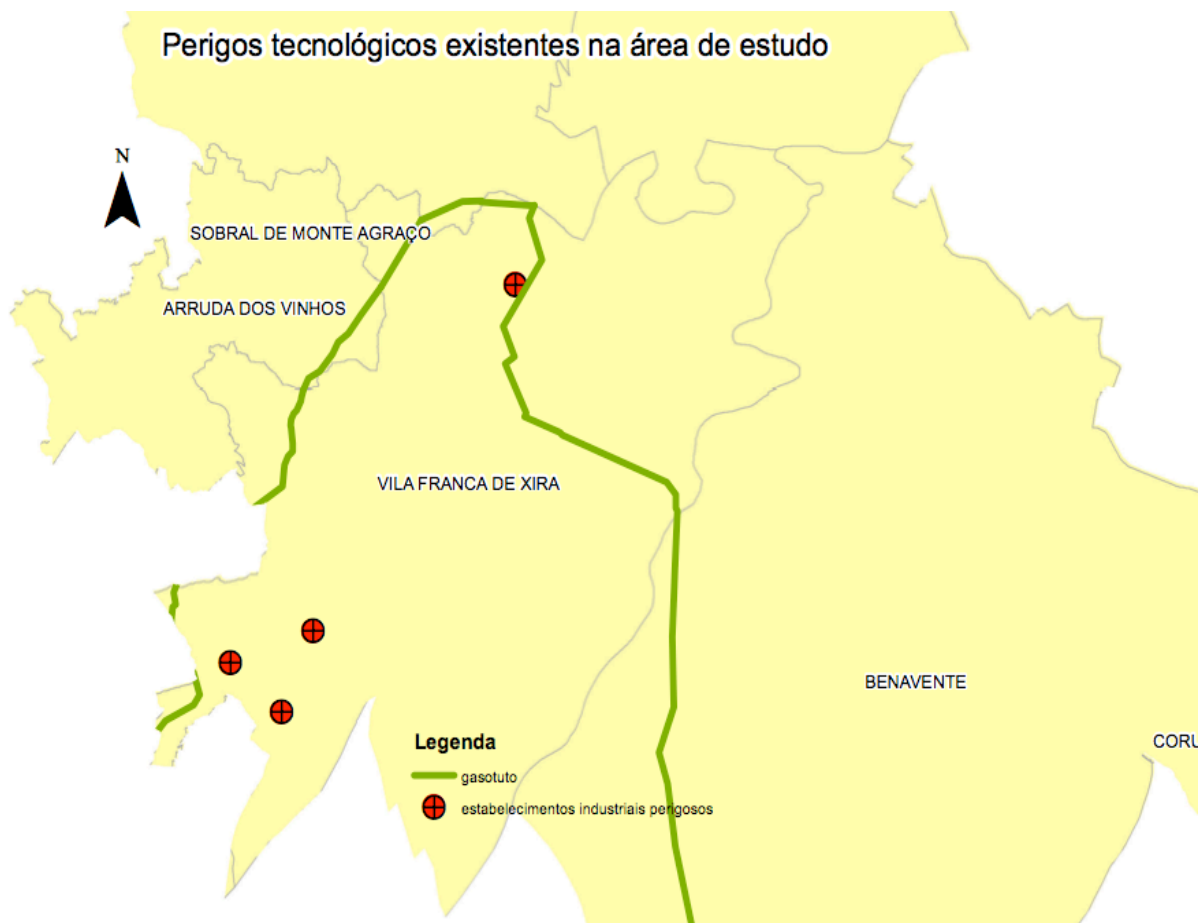 Perigos tecnológicos existentes na área de estudo
N
SOBRAL DE MONTE AGRAÇO
ARRUDA DOS VINHOS
VILA FRANCA DE XIRA
BENAVENTE
CORU
Legenda
gasotuto
estabelecimentos industriais perigosos